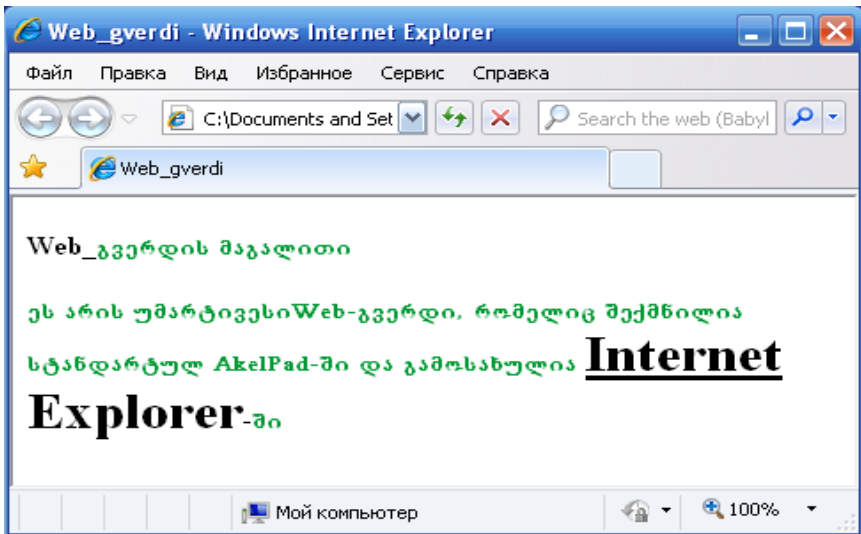 Web_gverdi - Windows Internet Explorer
Файл Правка Вид Избранное Сервис Справка
C:\Documents and Set Search the web (Babyl
Web_gverdi
Web_გვერდის მაგალითი
ეს არის უმარტივესიWeb-გვერდი, რომელიც შექმნილია
სტანდარტულ AkelPad-ში და გამოსახულია Internet
Explorer-ში
Мой компьютер 100%